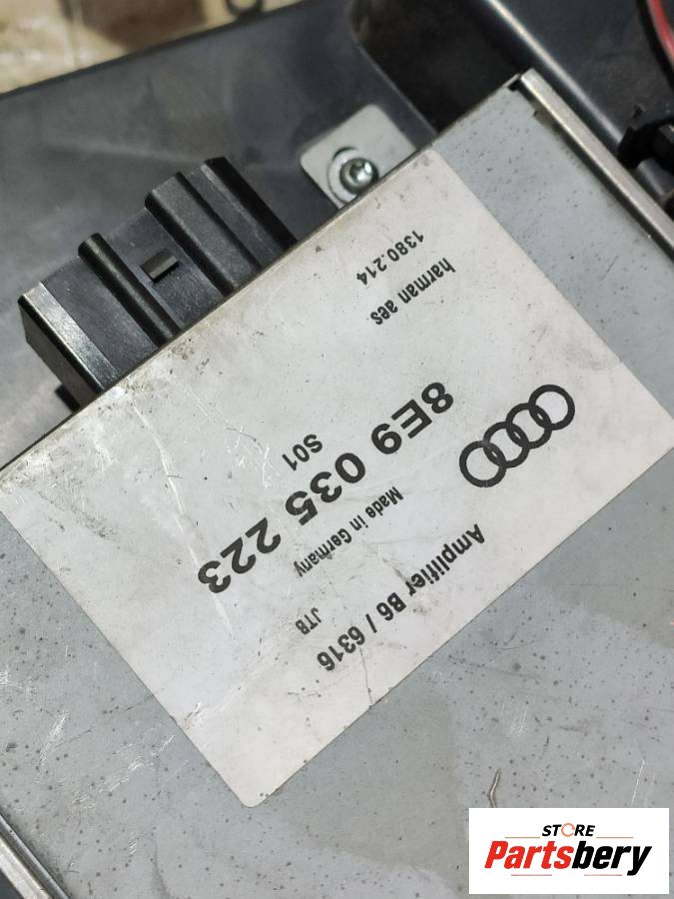 Amplifier B6 / 6316
JTB
Made in Germany
8E9 035 223
S01
harman aes
1380.214
STORE
Partsbery